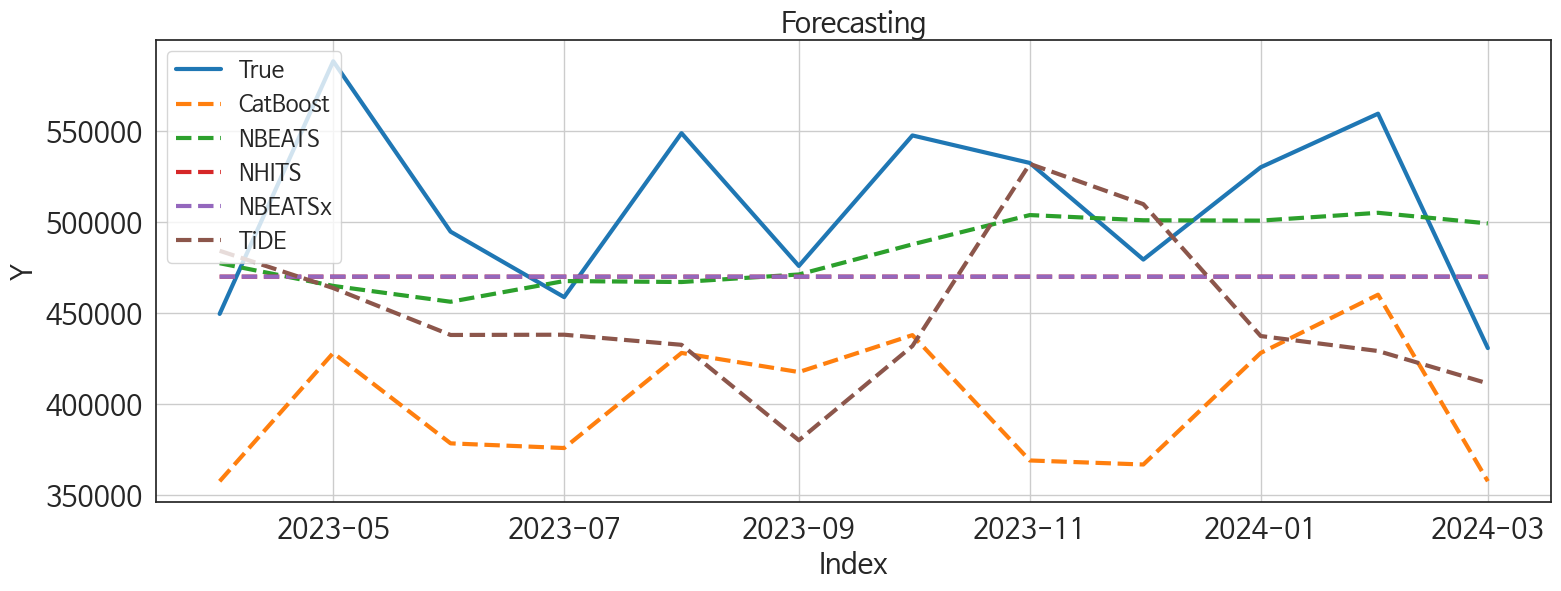 Forecasting
True
CatBoost
NBEATS
NHITS
NBEATSx
TiDE
Y
550000
500000
450000
400000
350000
2023-05 2023-07 2023-09 2023-11 2024-01 2024-03
Index